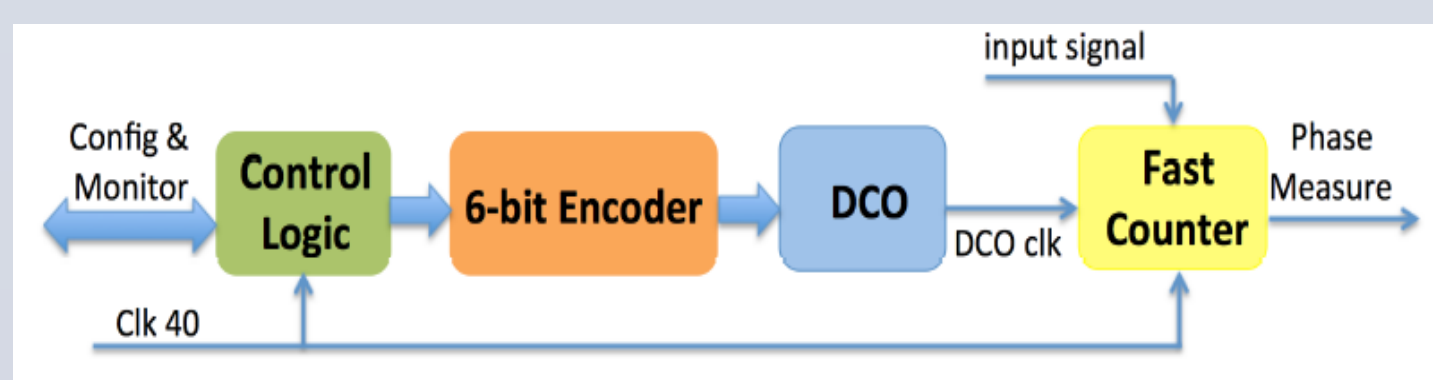 input signal
Config &
Monitor
Control
Logic
6-bit Encoder
DCO
DCO clk
Fast
Counter
Phase
Measure
Clk 40